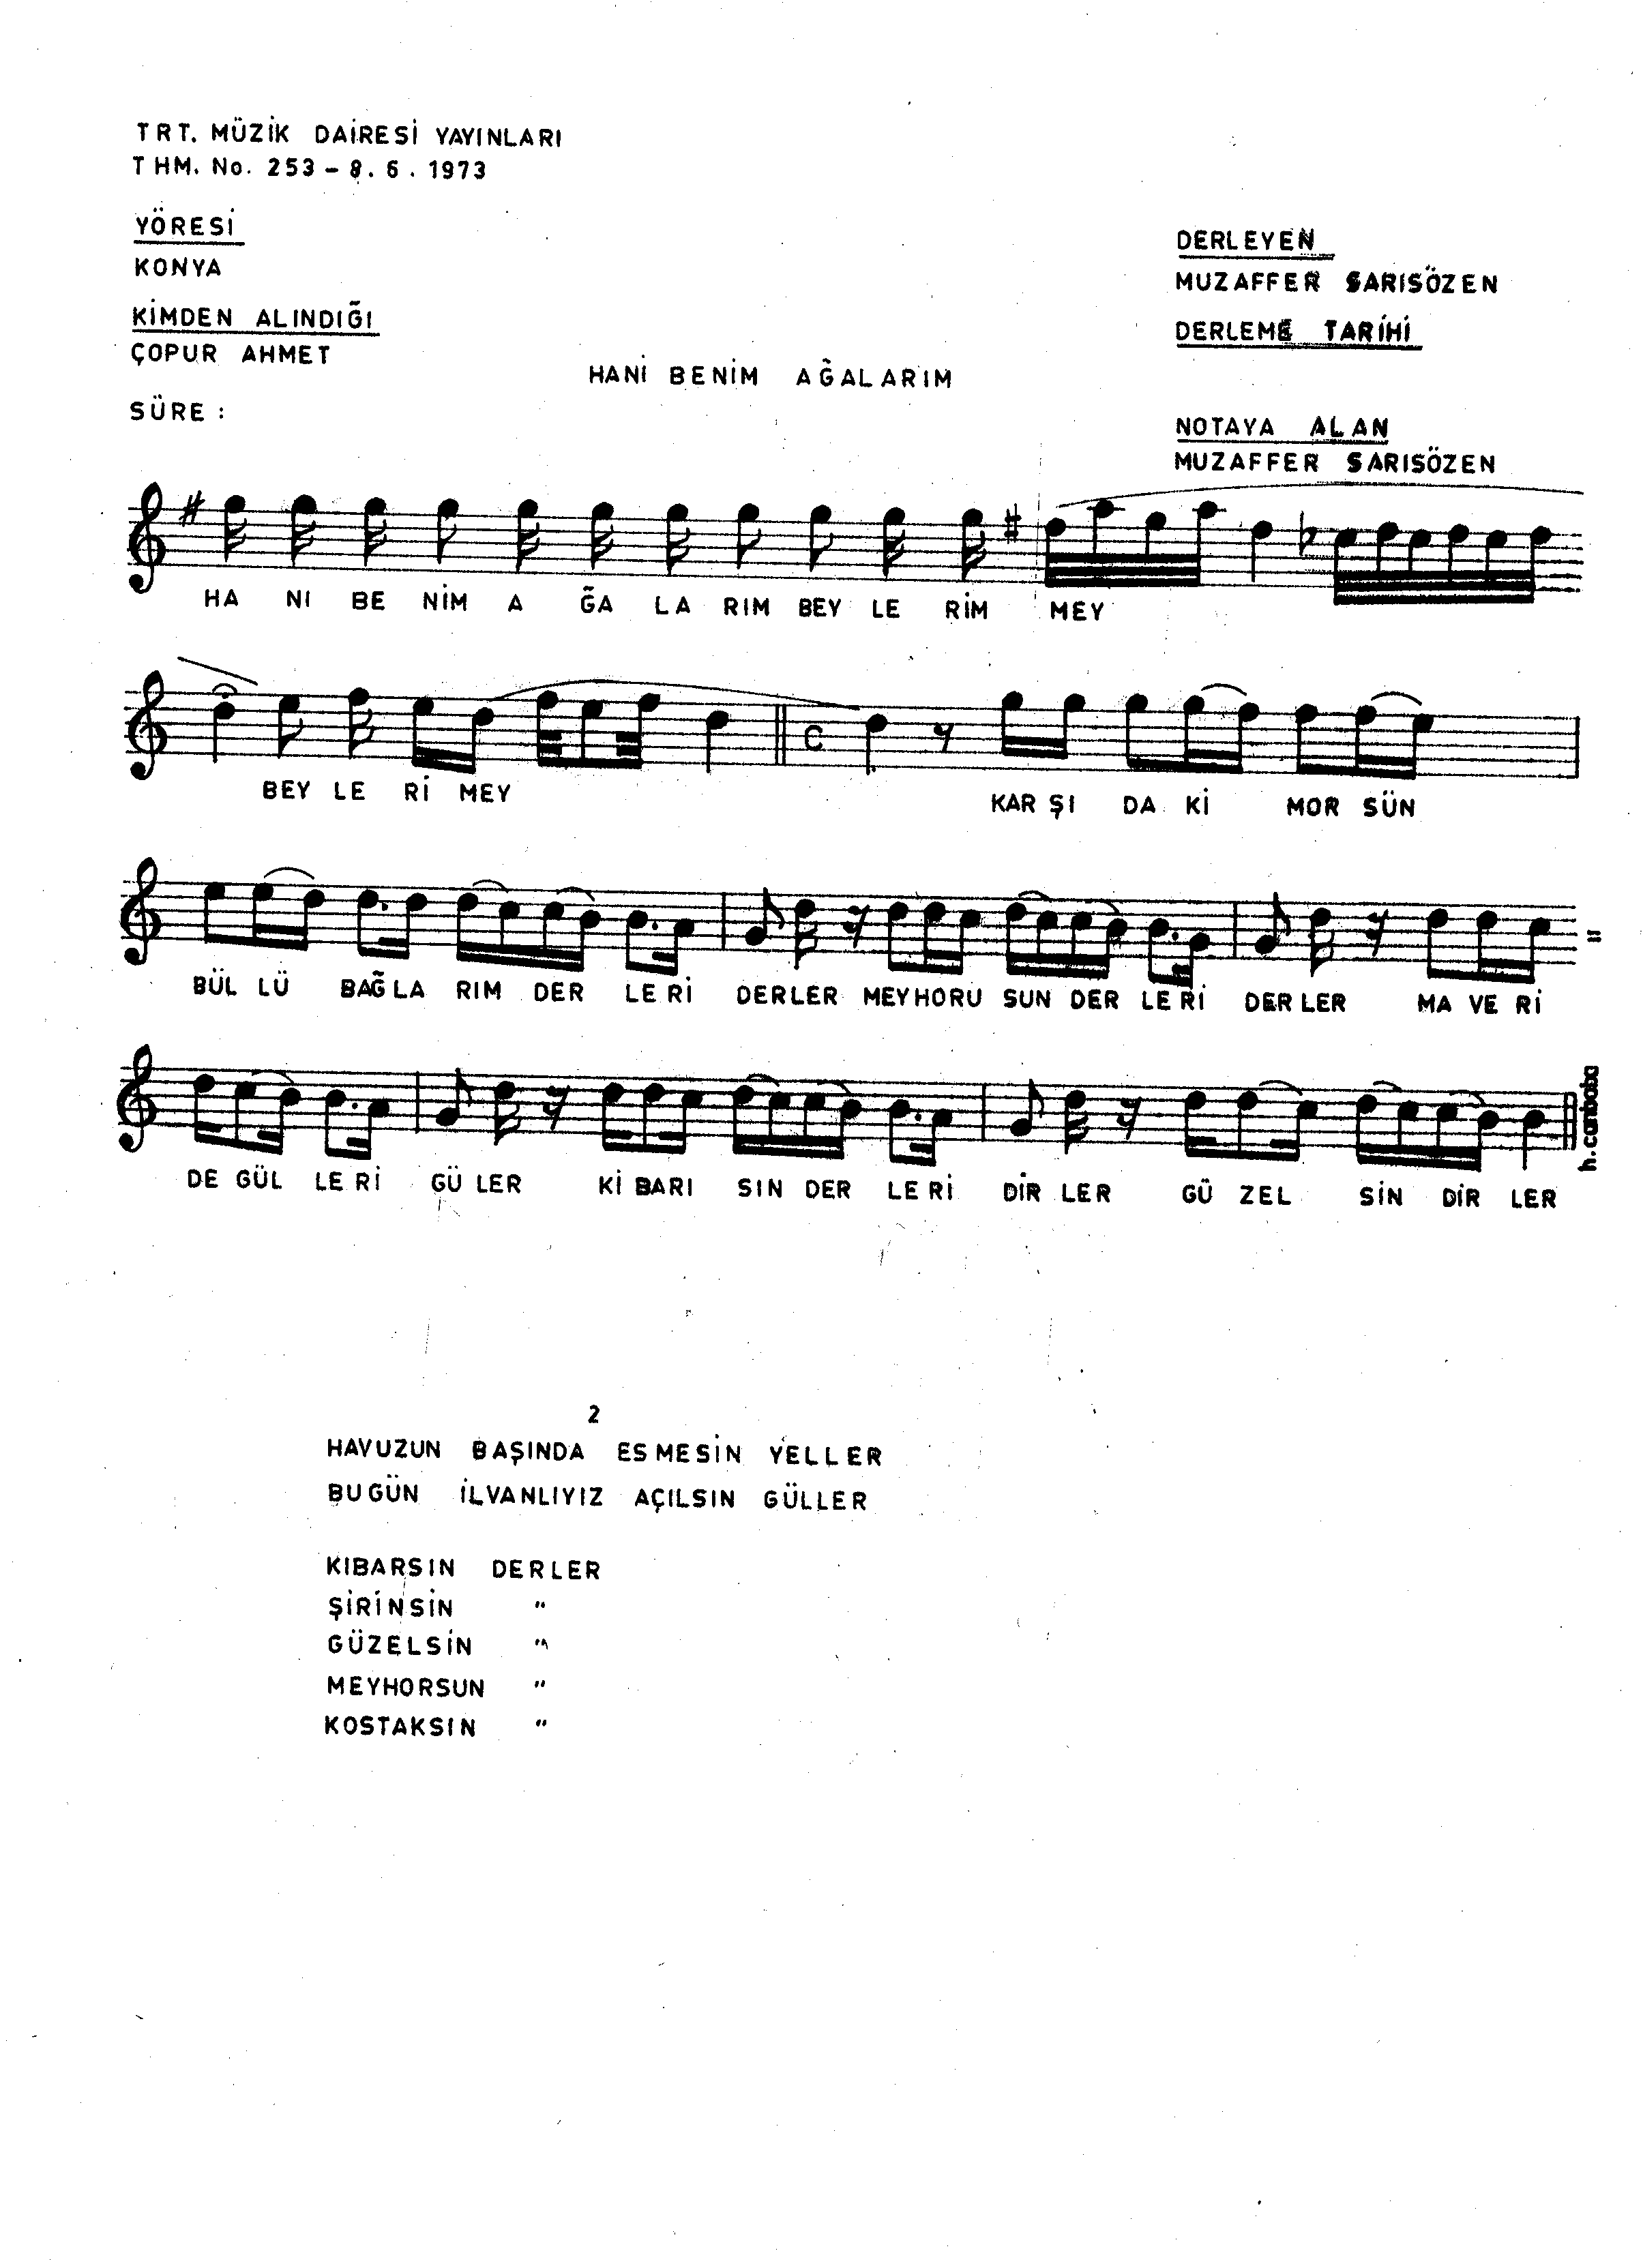 TRT. MÜZİK DAİRESİ YAYINLARI
THM. No. 253 – 8.6.1973
YÖRESİ
KONYA
KİMDEN ALINDIĞI
ÇOPUR AHMET
SÜRE :
DERLEYEN
MUZAFFER SARISÖZEN
DERLEME TARİHİ
HANİ BENİM AĞALARIM
NOTAYA ALAN
MUZAFFER SARISÖZEN
HA NI BE NİM A ĞA LA RIM BEY LE RİM MEY
BEY LE Rİ MEY KAR ŞI DA Kİ MOR SÜN
BÜL LÜ BAĞ LA RIM DER LE Rİ DER LER MEY HORU SUN DER LE Rİ DER LER MA VE Rİ
DE GÜL LE Rİ GÜ LER Kİ BARI SIN DER LE Rİ DİR LER GÜ ZEL SİN DİR LER
h.canbaba
2
HAVUZUN BAŞINDA ESMESİN YELLER
BUGÜN İLVANLIYIZ AÇILSIN GÜLLER
KIBARSIN DERLER
ŞİRİNSİN "
GÜZELSİN "
MEYHORSUN "
KOSTAKSIN "